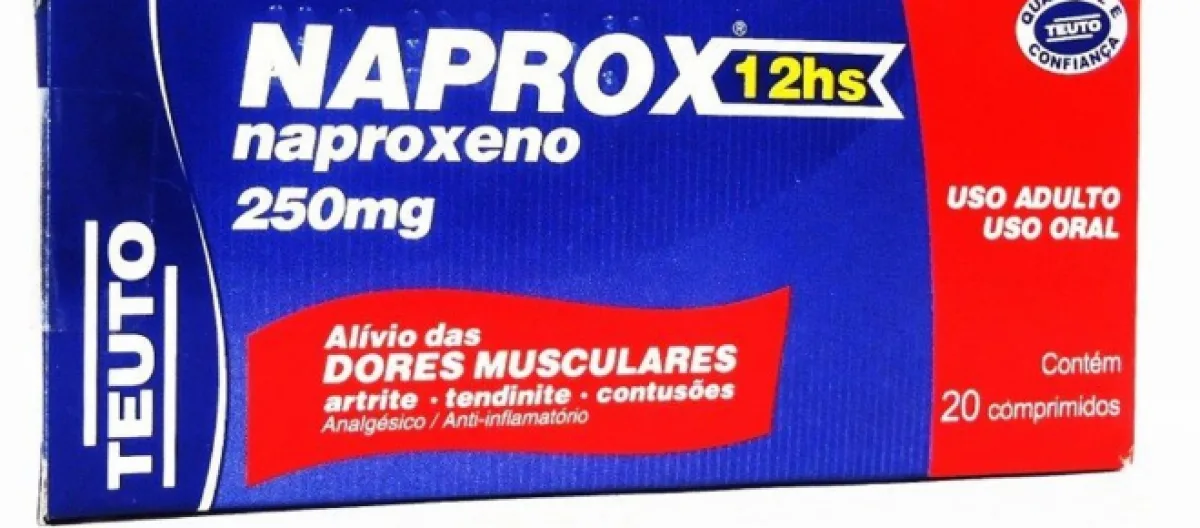 NAPROX® 12hs
naproxeno
250mg
TEUTO
Alívio das
DORES MUSCULARES
artrite · tendinite · contusões
Analgésico / Anti-inflamatório
TEUTO
CONFIANÇA
USO ADULTO
USO ORAL
Contém
20 comprimidos